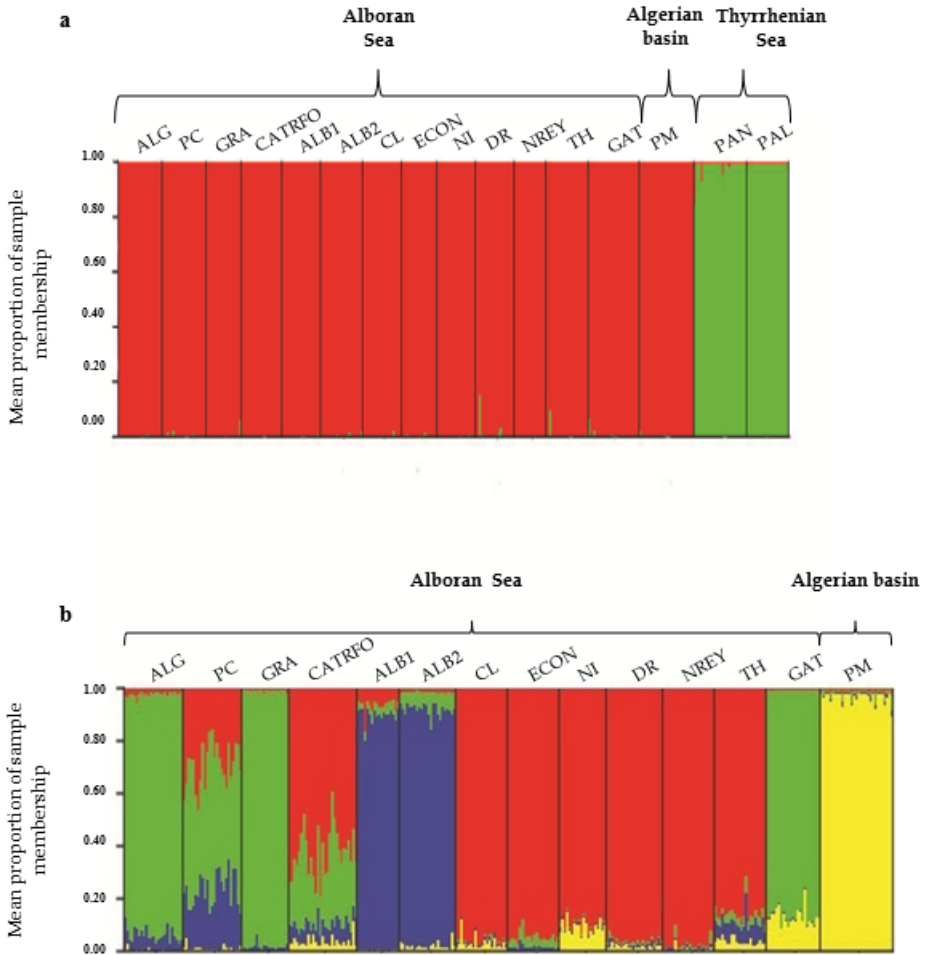 a
Alboran
Sea
Algerian
basin
Thyrrhenian
Sea
ALG PC GRA CATRFO ALB1 ALB2 CL ECON NI DR NREY TH GAT PM PAN PAL
Mean proportion of sample
membership
1.00
0.80
0.60
0.40
0.20
0.00
Alboran Sea
Algerian basin
b
ALG PC GRA CATRFO ALB1 ALB2 CL ECON NI DR NREY TH GAT PM
Mean proportion of sample
membership
1.00
0.80
0.60
0.40
0.20
0.00